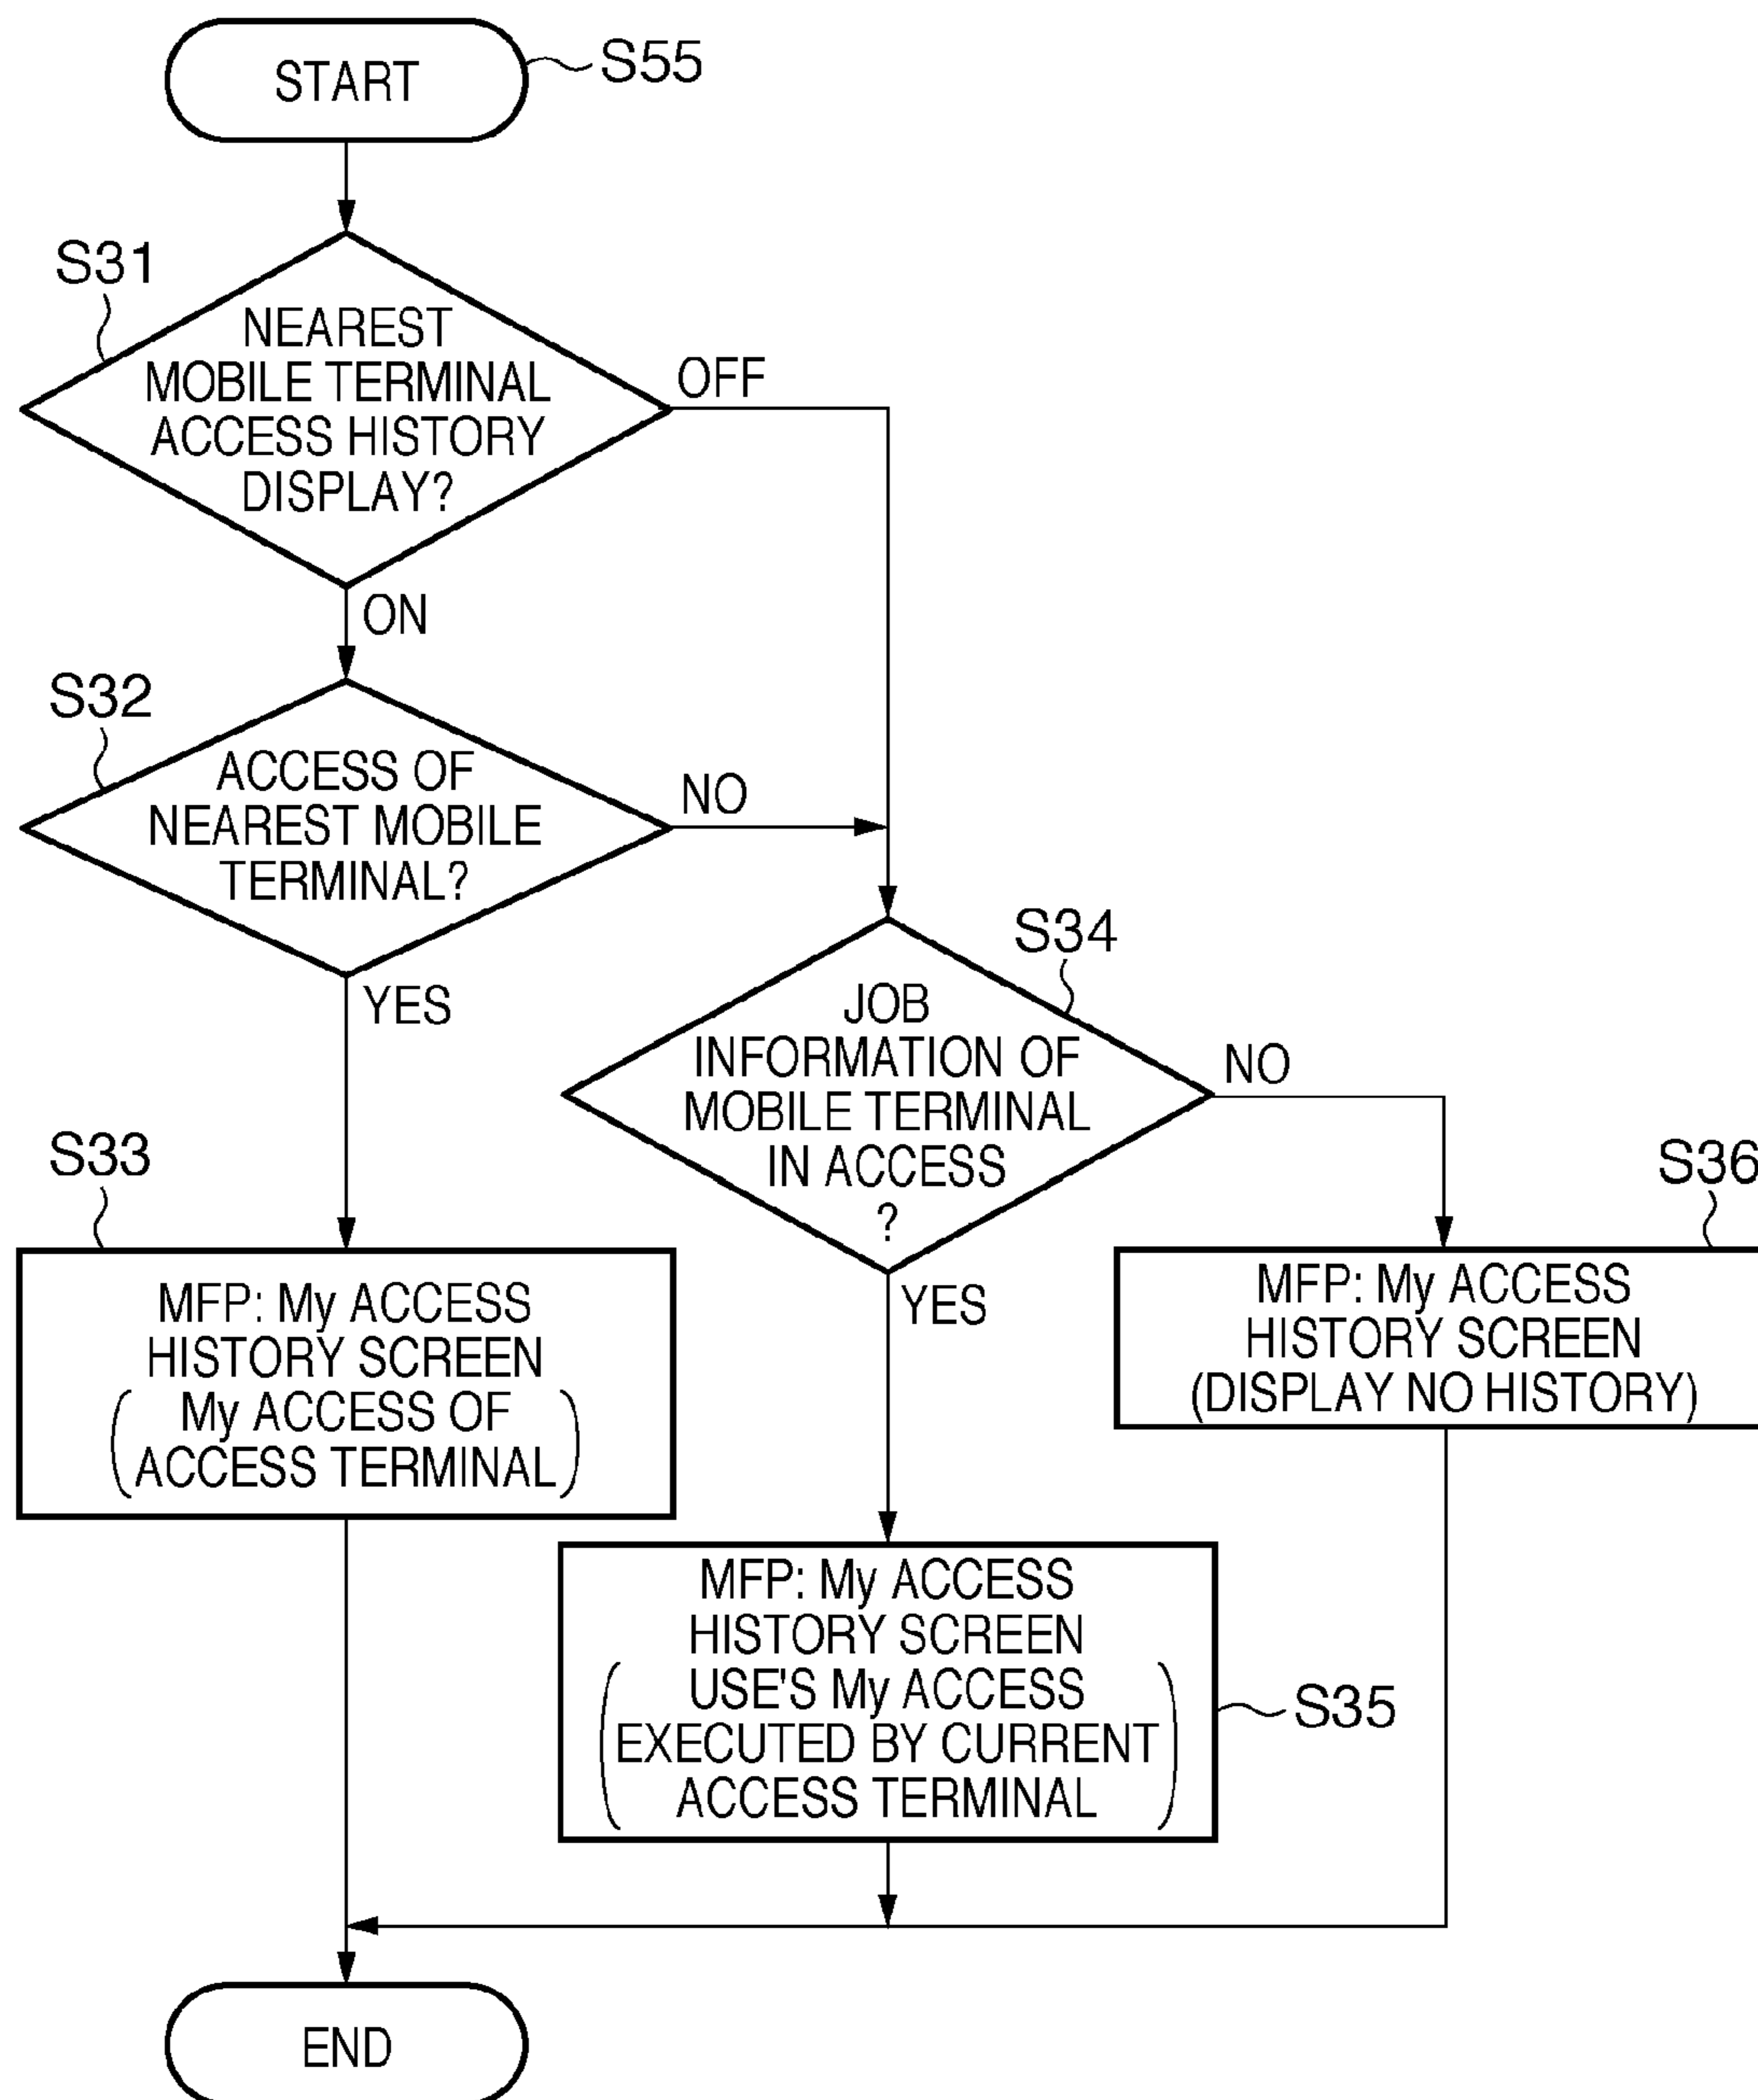 START
S55
S31
NEAREST
MOBILE TERMINAL
ACCESS HISTORY
DISPLAY?
OFF
ON
S32
ACCESS OF
NEAREST MOBILE
TERMINAL?
NO
YES
S34
JOB
INFORMATION OF
MOBILE TERMINAL
IN ACCESS
?
NO
YES
S33
MFP: My ACCESS
HISTORY SCREEN
(My ACCESS OF
ACCESS TERMINAL)
S36
MFP: My ACCESS
HISTORY SCREEN
(DISPLAY NO HISTORY)
MFP: My ACCESS
HISTORY SCREEN
(USE'S My ACCESS
EXECUTED BY CURRENT
ACCESS TERMINAL)
S35
END